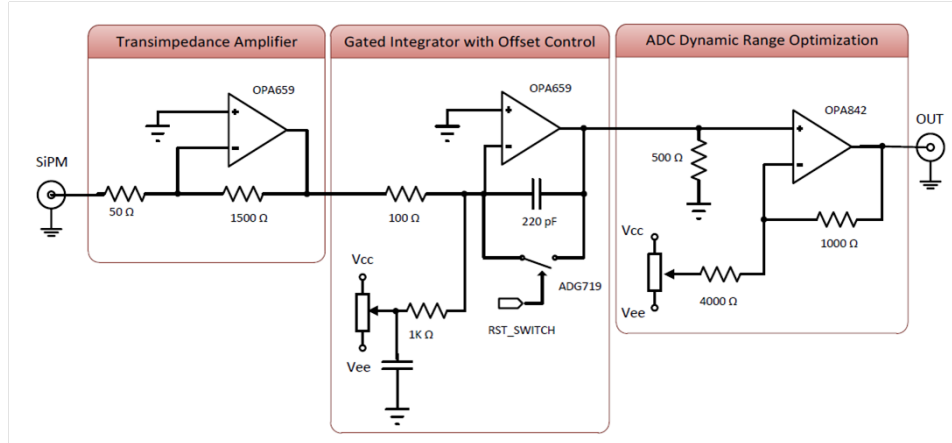 Transimpedance Amplifier
Gated Integrator with Offset Control
ADC Dynamic Range Optimization
OPA659
OPA659
OPA842
OUT
SiPM
+
-
+
-
+
-
50 Ω
1500 Ω
100 Ω
220 pF
500 Ω
1000 Ω
Vcc
Vee
1K Ω
ADG719
RST_SWITCH
Vcc
Vee
4000 Ω